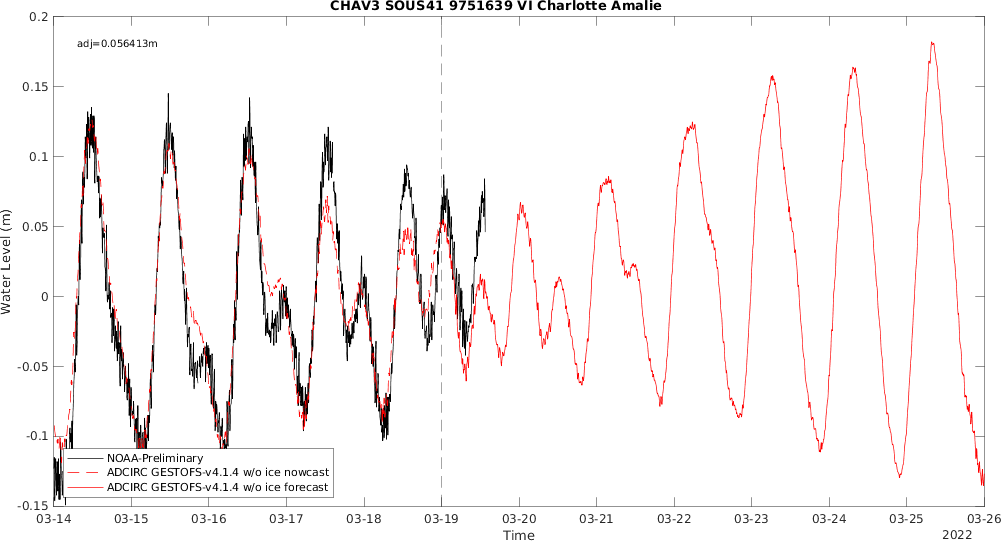 CHAV3 SOUS41 9751639 VI Charlotte Amalie
adj=0.056413m
0.2
0.15
0.1
0.05
0
-0.05
-0.1
-0.15
Water Level (m)
NOAA-Preliminary
ADCIRC GESTOFS-v4.1.4 w/o ice nowcast
ADCIRC GESTOFS-v4.1.4 w/o ice forecast
03-14 03-15 03-16 03-17 03-18 03-19 03-20 03-21 03-22 03-23 03-24 03-25 03-26
Time
2022